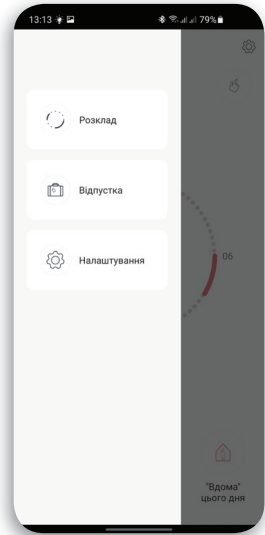 13:13
79%
Розклад
Відпустка
Налаштування
06
"Вдома"
цього дня